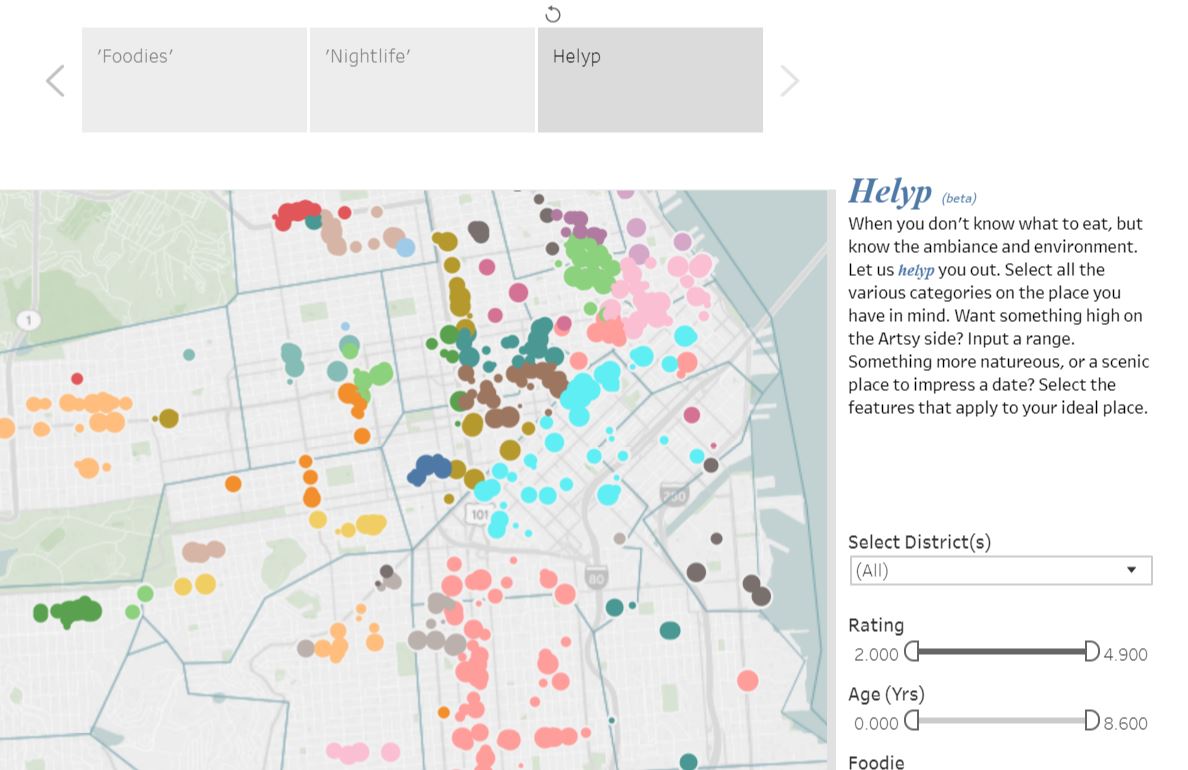 'Foodies'
'Nightlife'
Helyp
Helyp (beta)
When you don't know what to eat, but
know the ambiance and environment.
Let us helyp you out. Select all the
various categories on the place you
have in mind. Want something high on
the Artsy side? Input a range.
Something more natureous, or a scenic
place to impress a date? Select the
features that apply to your ideal place.
1
101
280
80
Select District(s)
(All)
Rating
2.000
4.900
Age (Yrs)
0.000
8.600
Foodie